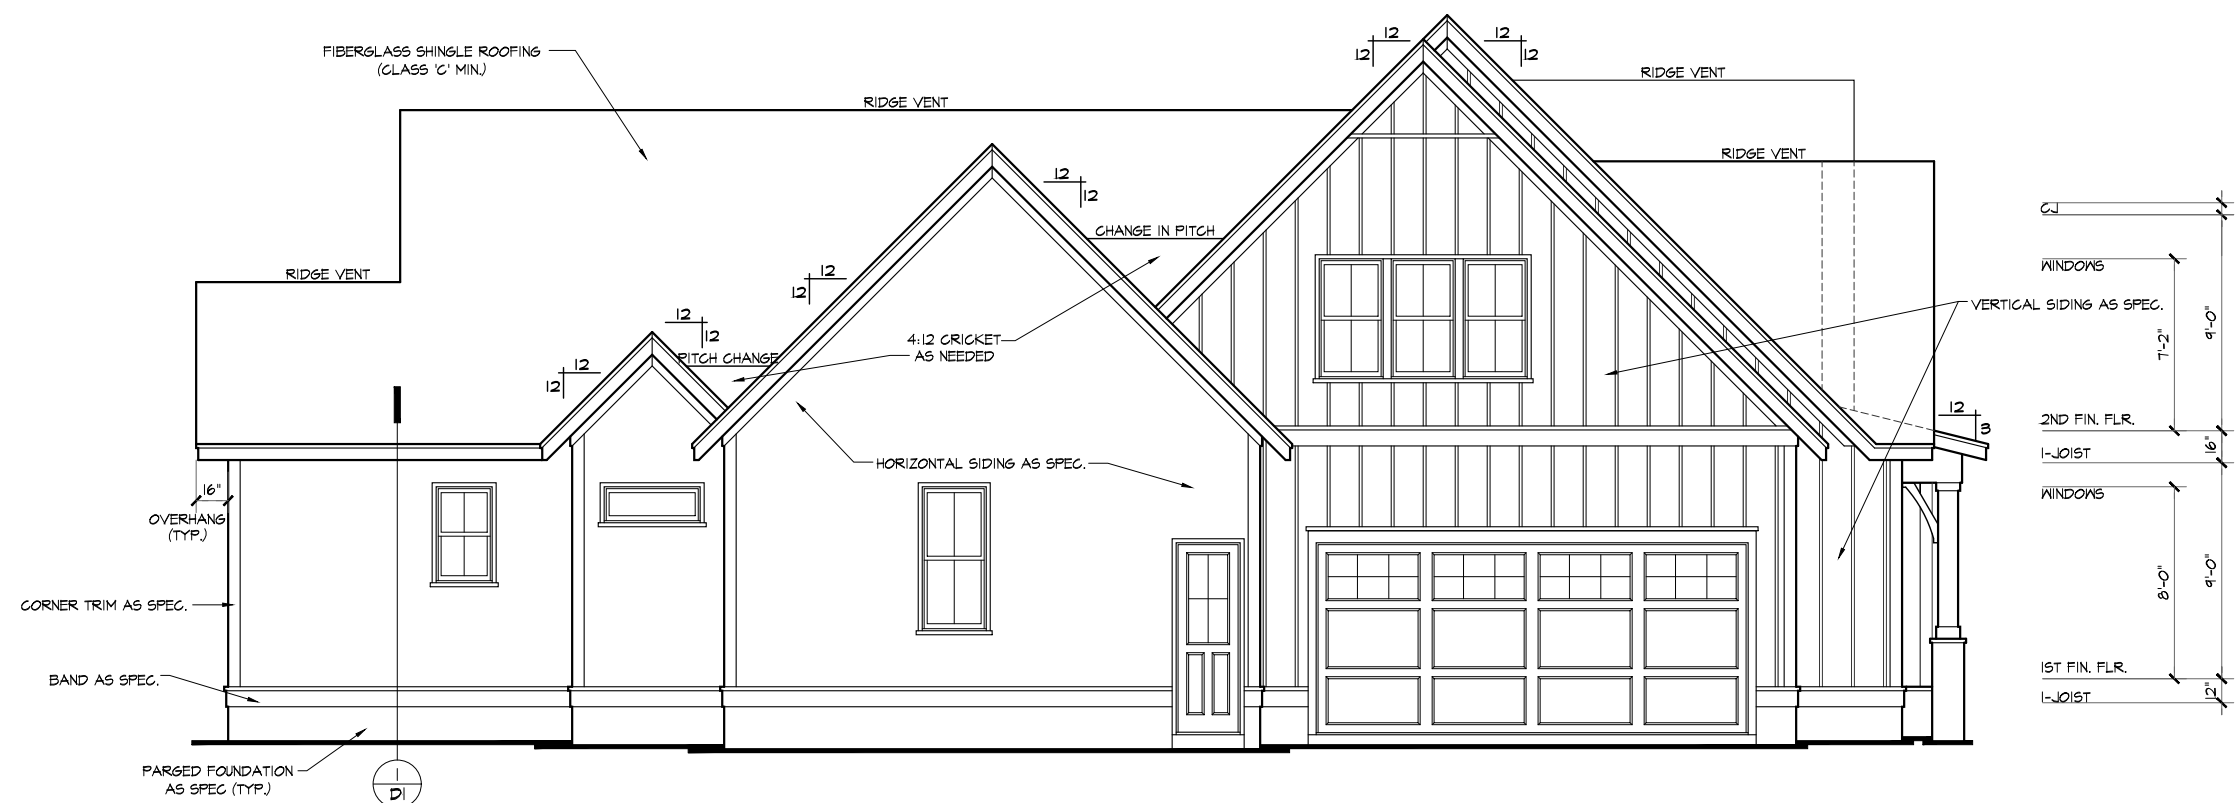 12
12
12
12
FIBERGLASS SHINGLE ROOFING
(CLASS 'C' MIN.)
RIDGE VENT
RIDGE VENT
RIDGE VENT
12
12
CJ
CHANGE IN PITCH
RIDGE VENT
12
12
WINDOWS
9'-0"
7'-2"
VERTICAL SIDING AS SPEC.
12
12
4:12 CRICKET
AS NEEDED
PITCH CHANGE
12
12
12
3
2ND FIN. FLR.
16"
I-JOIST
HORIZONTAL SIDING AS SPEC.
16"
OVERHANG
(TYP.)
WINDOWS
9'-0"
8'-0"
CORNER TRIM AS SPEC.
1ST FIN. FLR.
BAND AS SPEC.
12"
I-JOIST
PARGED FOUNDATION
AS SPEC (TYP.)
1
D1